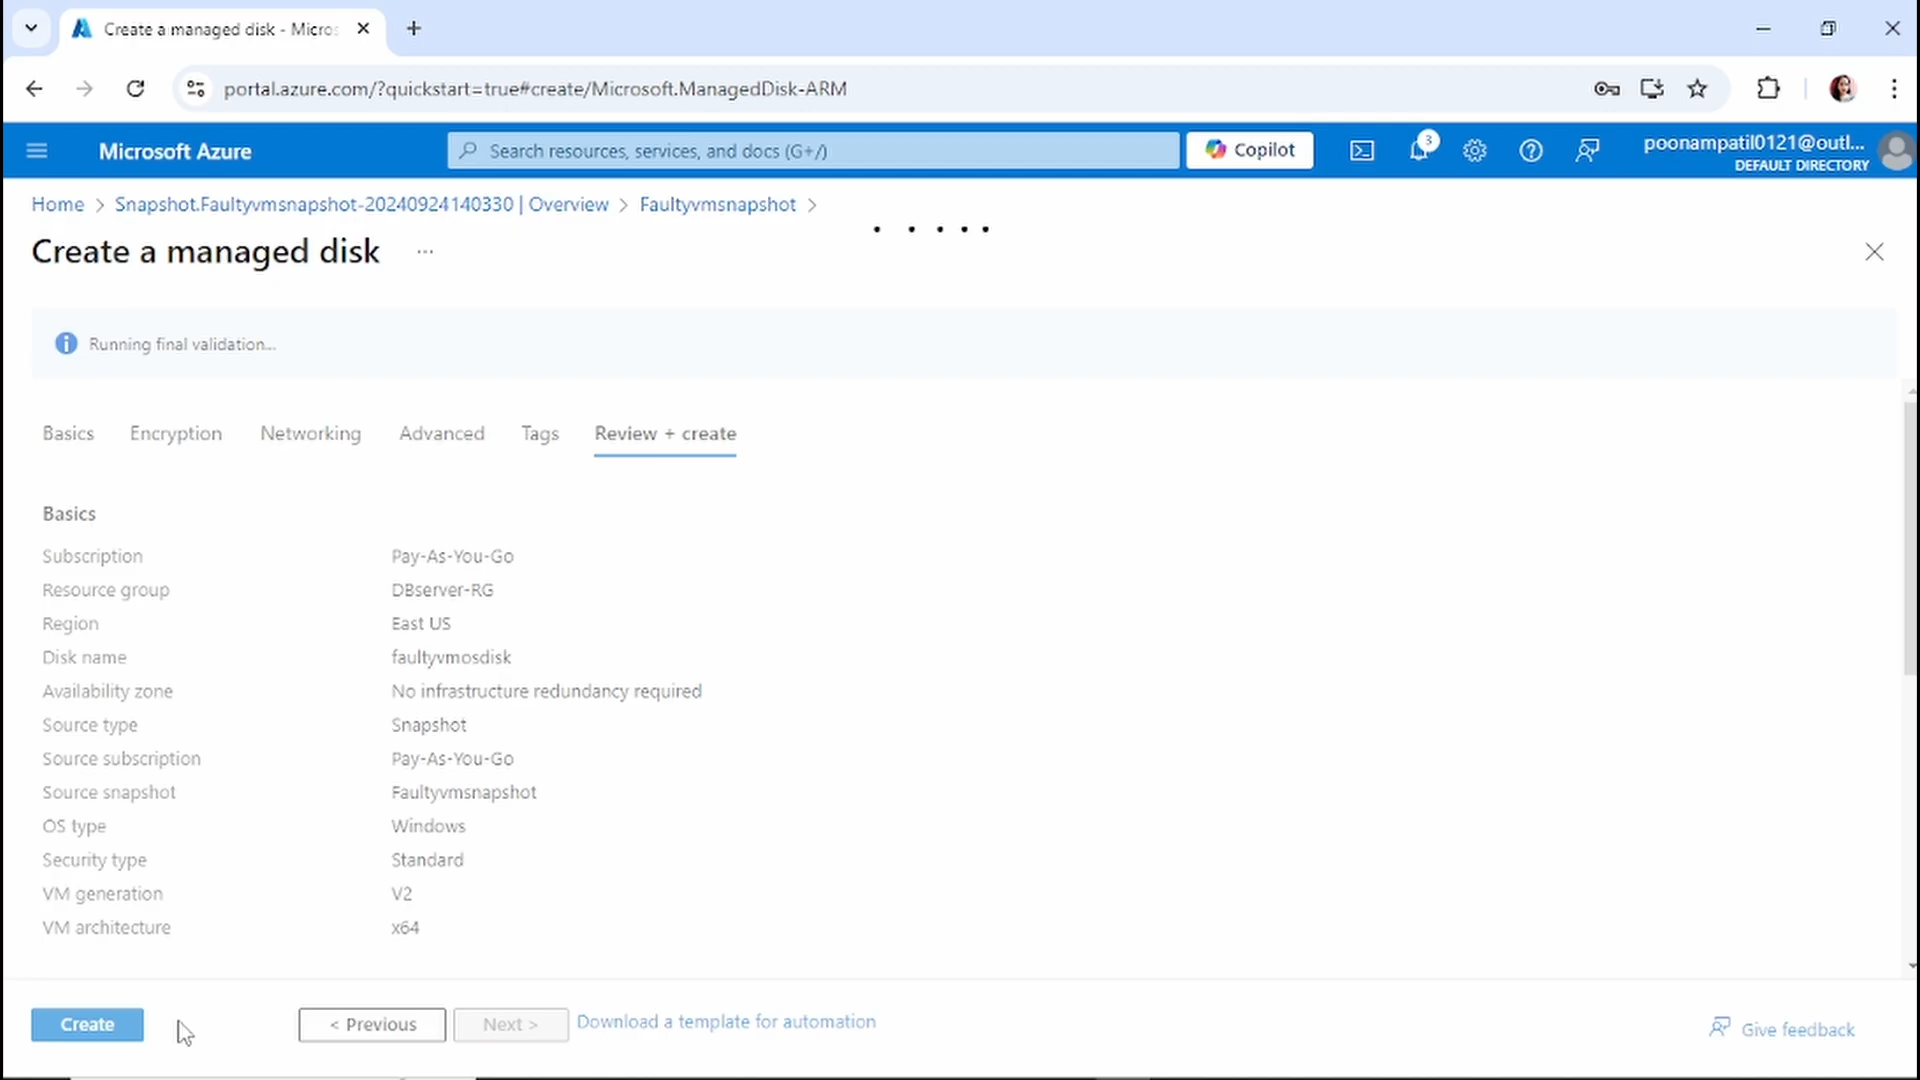 Create a managed disk - Micros
portal.azure.com/?quickstart=true#create/Microsoft.ManagedDisk-ARM
Microsoft Azure
Search resources, services, and docs (G+/)
Copilot
3
poonampatil0121@outl...
DEFAULT DIRECTORY
Home > Snapshot.Faultyvmsnapshot-20240924140330 | Overview > Faultyvmsnapshot >
Create a managed disk ...
Running final validation...
Basics Encryption Networking Advanced Tags Review + create
Basics
Subscription Pay-As-You-Go
Resource group DBserver-RG
Region East US
Disk name faultyvmosdisk
Availability zone No infrastructure redundancy required
Source type Snapshot
Source subscription Pay-As-You-Go
Source snapshot Faultyvmsnapshot
OS type Windows
Security type Standard
VM generation V2
VM architecture x64
Create < Previous Next > Download a template for automation Give feedback